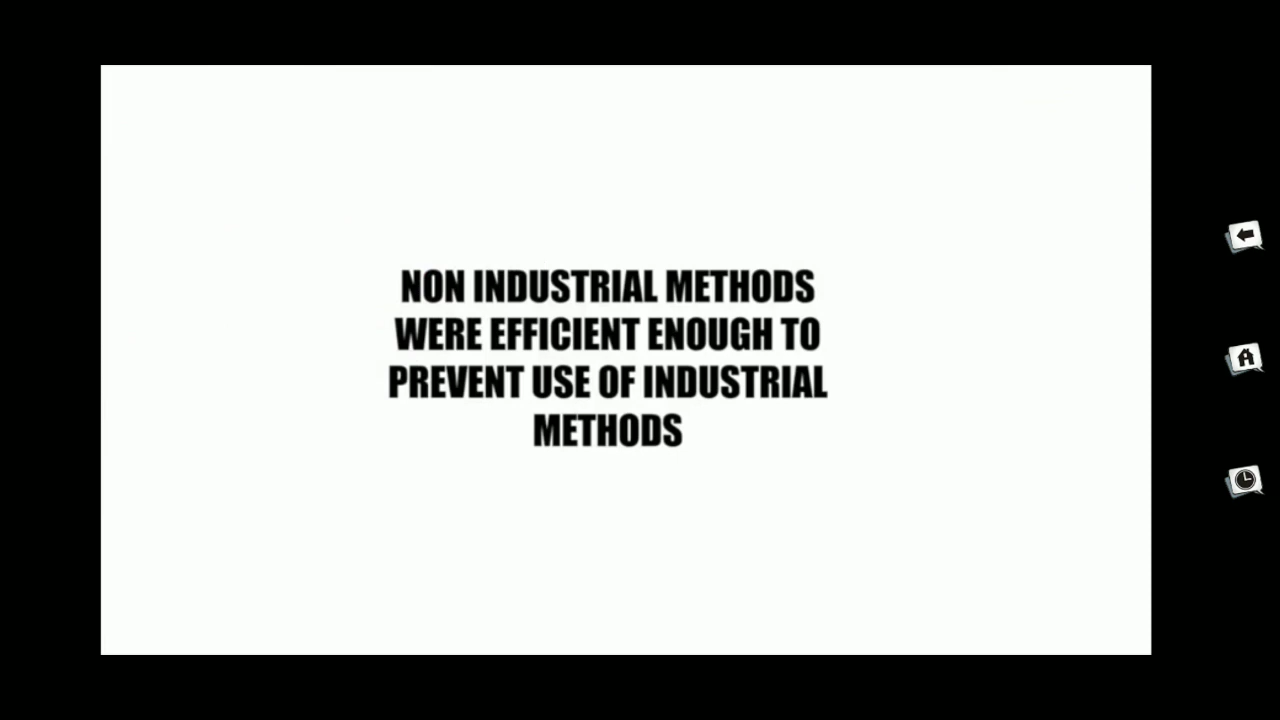 NON INDUSTRIAL METHODS
WERE EFFICIENT ENOUGH TO
PREVENT USE OF INDUSTRIAL
METHODS